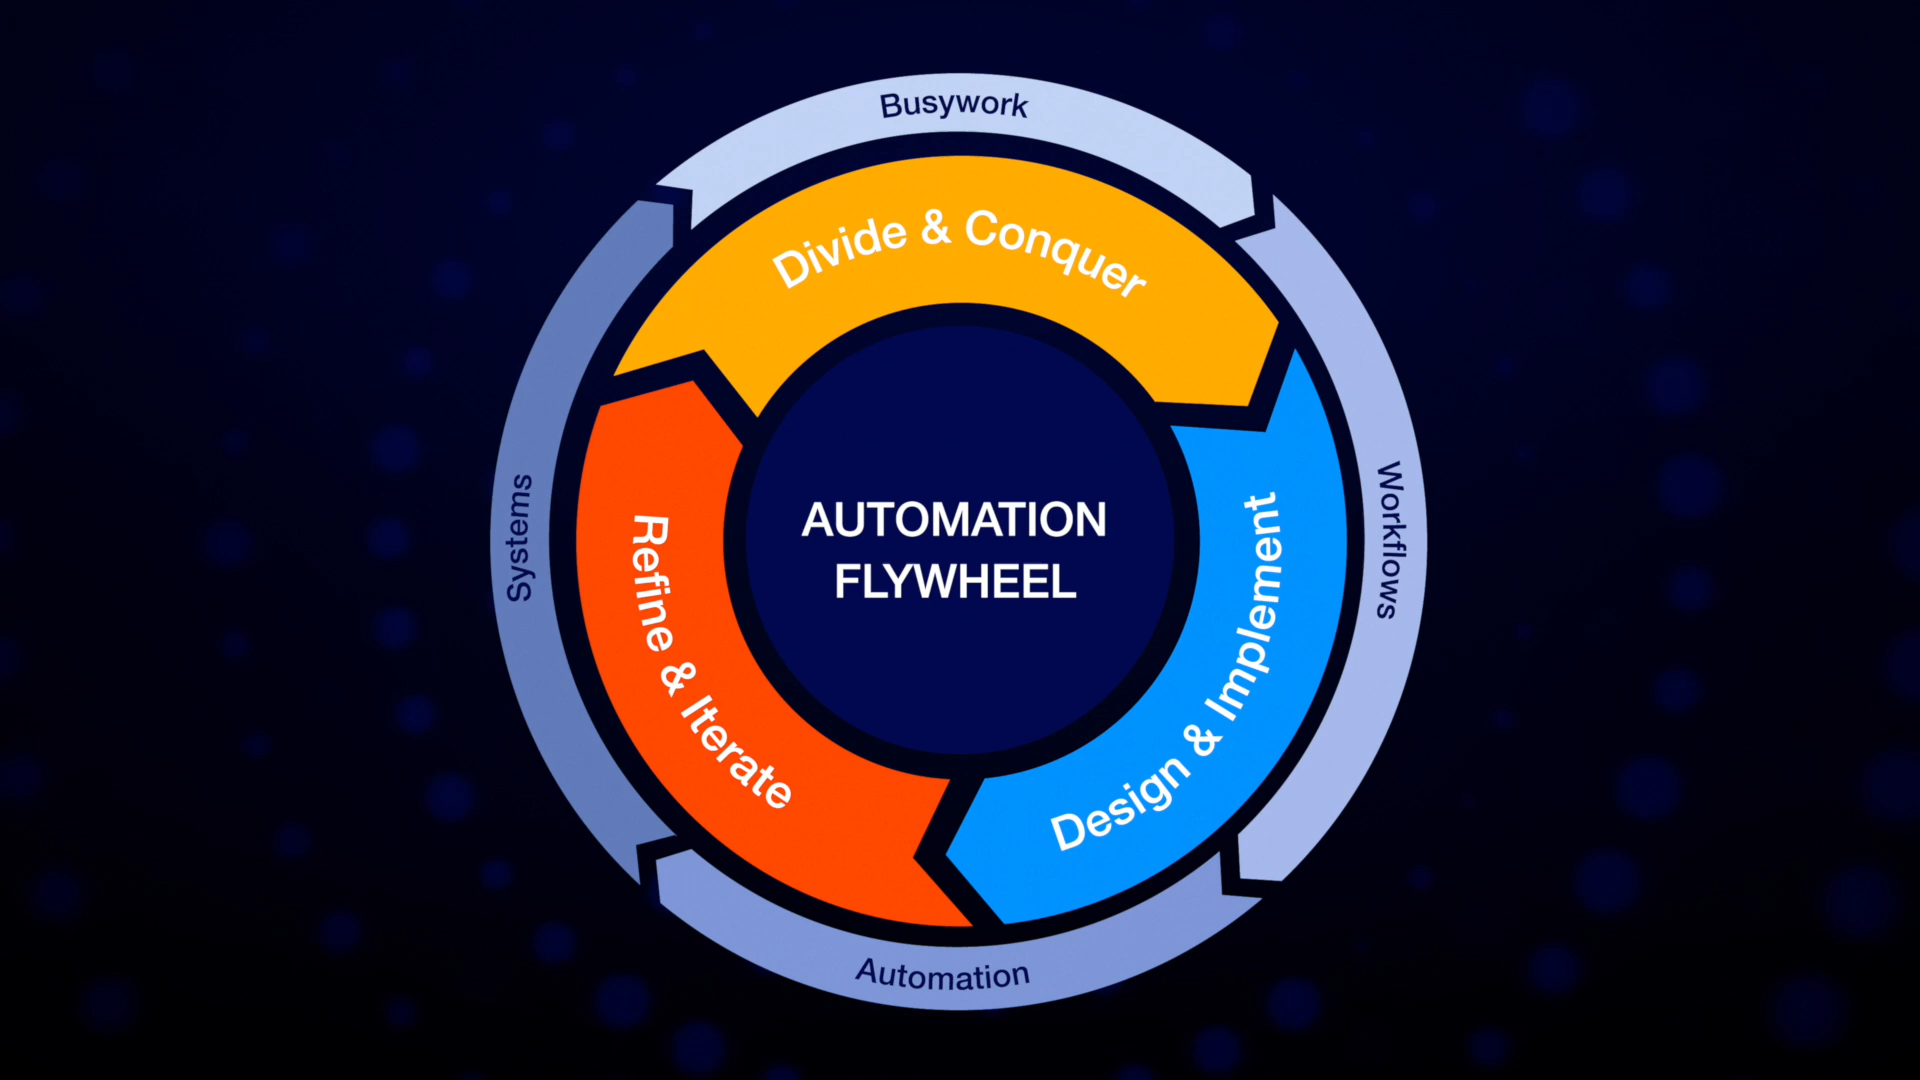 Busywork
Divide & Conquer
Workflows
Design & Implement
Automation
Refine & Iterate
Systems
AUTOMATION
FLYWHEEL